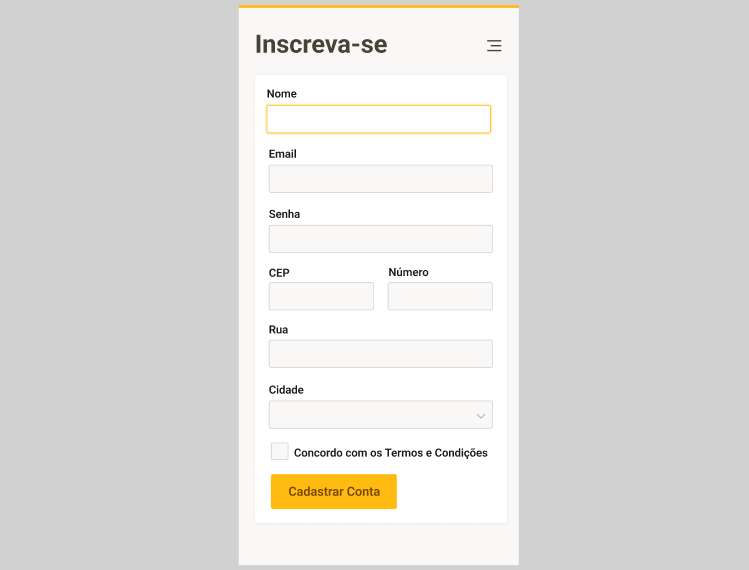 Inscreva-se
Nome
Email
Senha
CEP
Número
Rua
Cidade
Concordo com os Termos e Condições
Cadastrar Conta